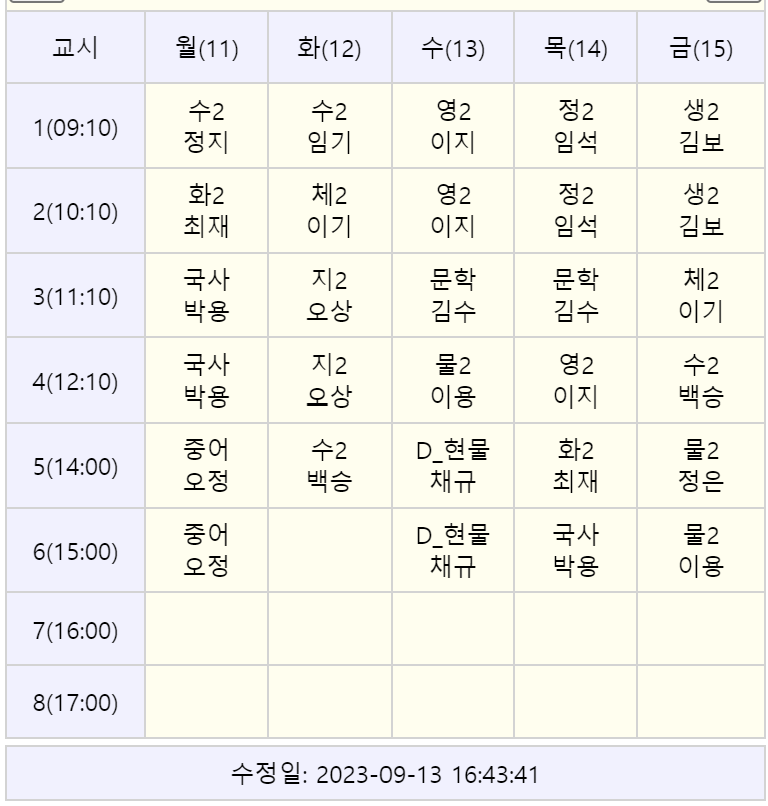 교시 월(11) 화(12) 수(13) 목(14) 금(15)
1(09:10) 수2 수2 영2 정2 생2
정지 임기 이지 임석 김보
2(10:10) 화2 체2 영2 정2 생2
최재 이기 이지 임석 김보
3(11:10) 국사 지2 문학 문학 체2
박용 오상 김수 김수 이기
4(12:10) 국사 지2 물2 영2 수2
박용 오상 이용 이지 백승
5(14:00) 중어 수2 D_현물 화2 물2
오정 백승 채규 최재 정은
6(15:00) 중어 D_현물 국사 물2
오정 채규 박용 이용
7(16:00)
8(17:00)
수정일: 2023-09-13 16:43:41